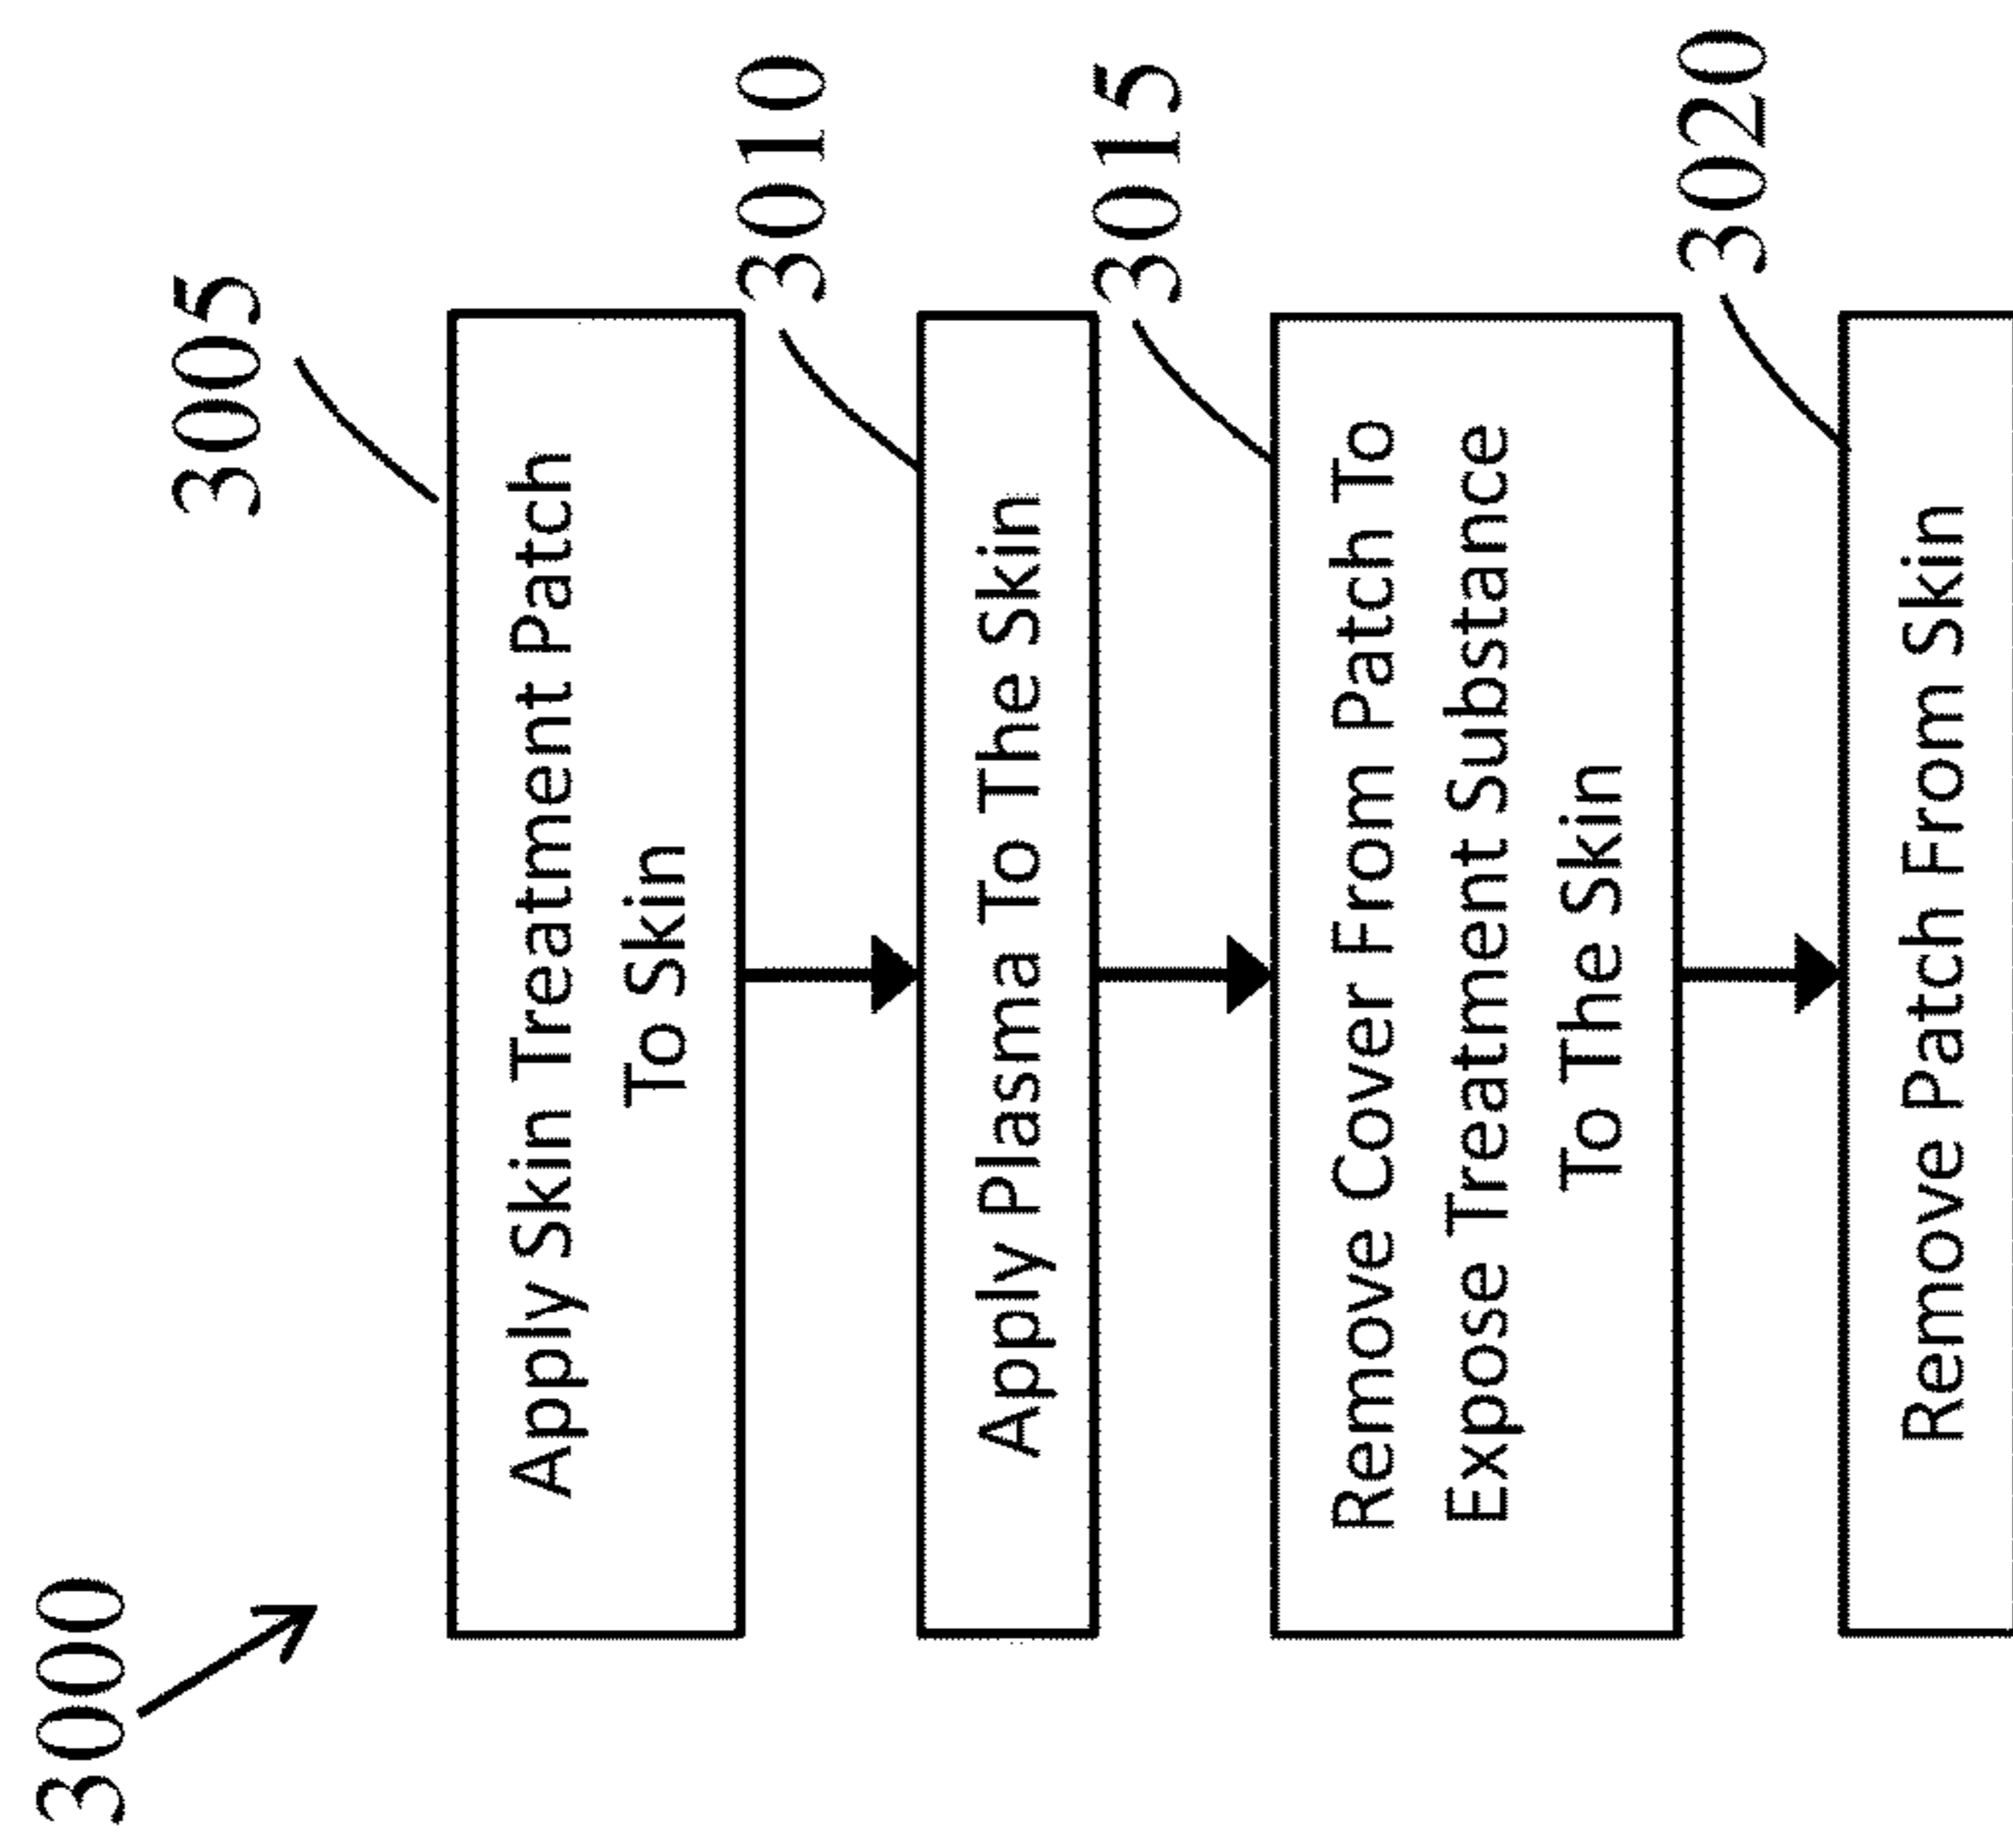 3000
3005
Apply Skin Treatment Patch
To Skin
3010
Apply Plasma To The Skin
3015
Remove Cover From Patch To
Expose Treatment Substance
To The Skin
3020
Remove Patch From Skin